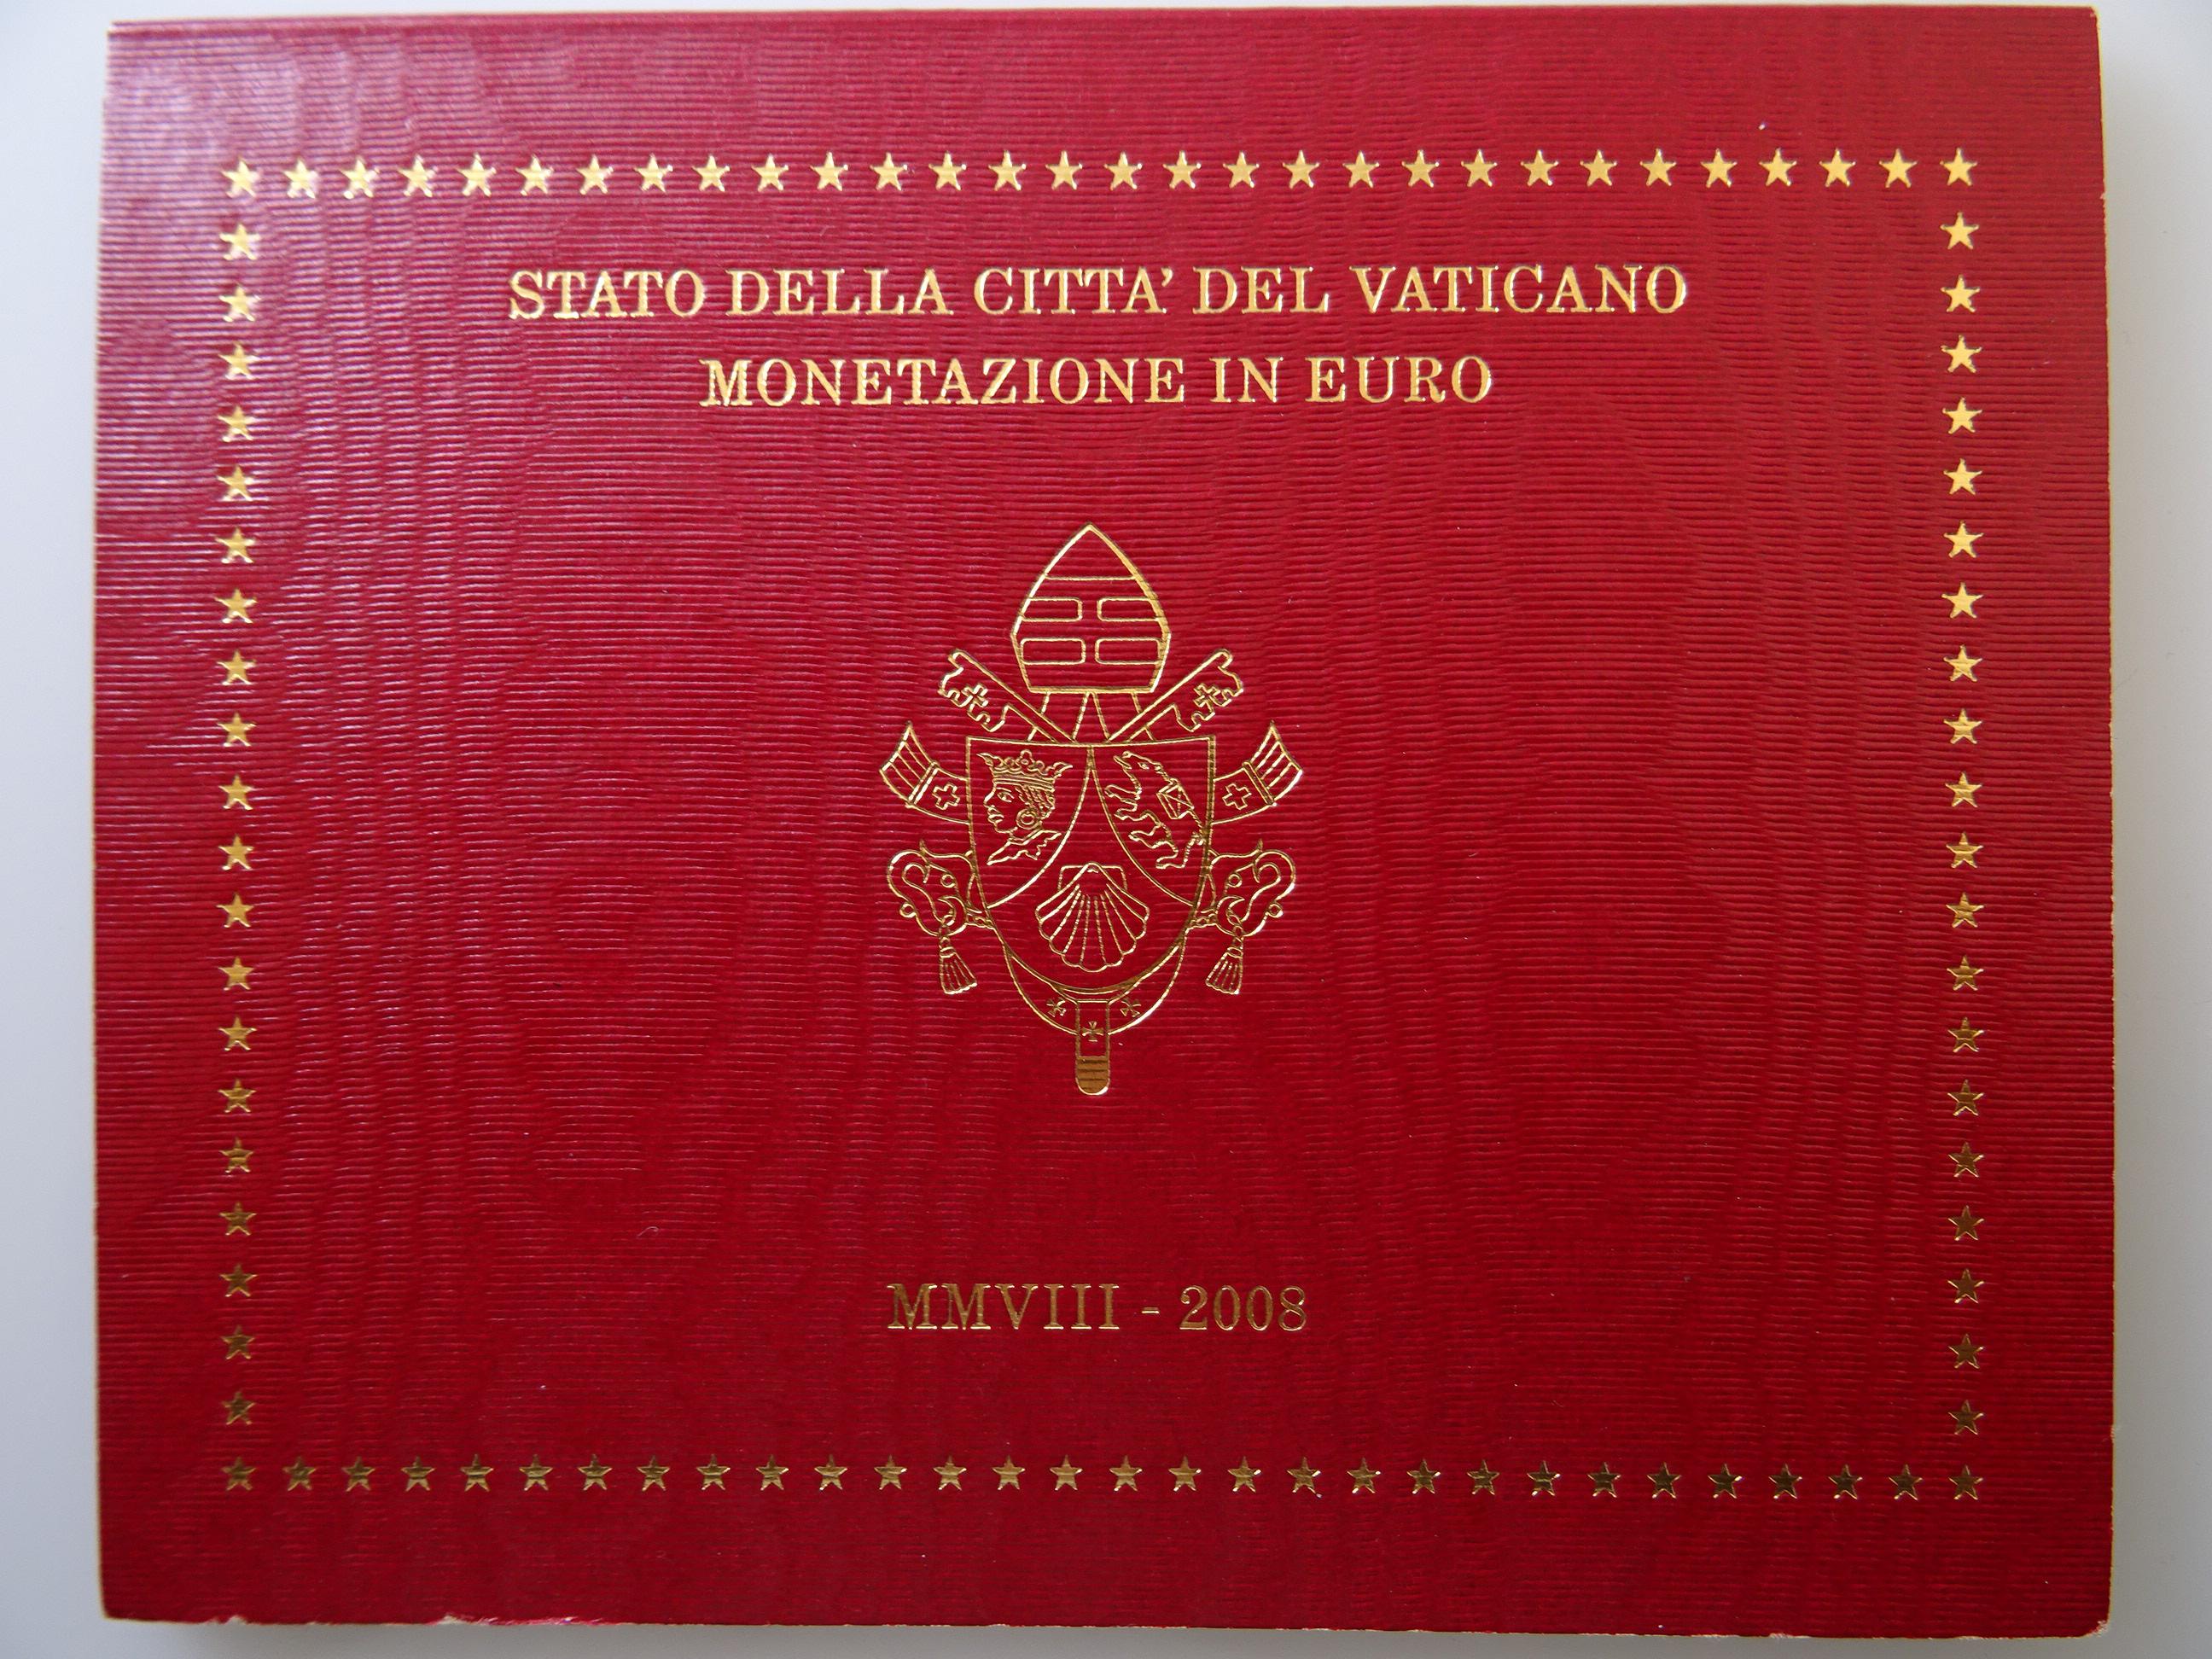 STATO DELLA CITTA' DEL VATICANO
MONETAZIONE IN EURO
MMVIII - 2008